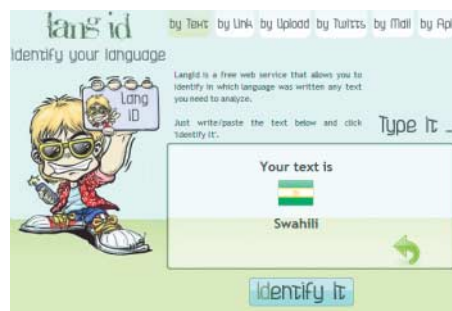 lang id
identify your language
by Text by Link by Upload by Twitts by Mail by Api
LangId is a free web service that allows you to
identify in which language was written any text
you need to analyze.
Just write/paste the text below and click
'Identify it'.
Type it
Lang
iD
Your text is
Swahili
Identify it